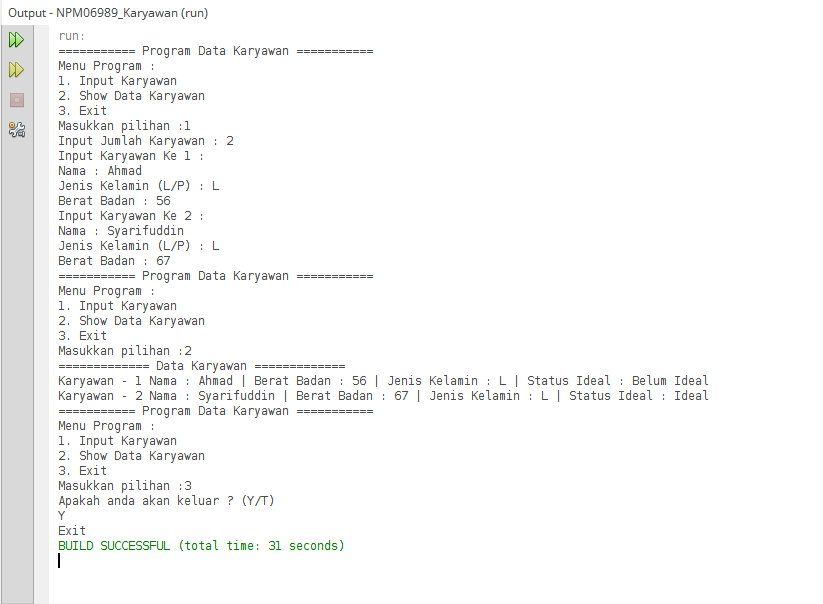 Output - NPM06989_Karyawan (run)
run:
=========== Program Data Karyawan ===========
Menu Program :
1. Input Karyawan
2. Show Data Karyawan
3. Exit
Masukkan pilihan :1
Input Jumlah Karyawan : 2
Input Karyawan Ke 1 :
Nama : Ahmad
Jenis Kelamin (L/P) : L
Berat Badan : 56
Input Karyawan Ke 2 :
Nama : Syarifuddin
Jenis Kelamin (L/P) : L
Berat Badan : 67
=========== Program Data Karyawan ===========
Menu Program :
1. Input Karyawan
2. Show Data Karyawan
3. Exit
Masukkan pilihan :2
============= Data Karyawan =============
Karyawan - 1 Nama : Ahmad | Berat Badan : 56 | Jenis Kelamin : L | Status Ideal : Belum Ideal
Karyawan - 2 Nama : Syarifuddin | Berat Badan : 67 | Jenis Kelamin : L | Status Ideal : Ideal
=========== Program Data Karyawan ===========
Menu Program :
1. Input Karyawan
2. Show Data Karyawan
3. Exit
Masukkan pilihan :3
Apakah anda akan keluar ? (Y/T)
Y
Exit
BUILD SUCCESSFUL (total time: 31 seconds)